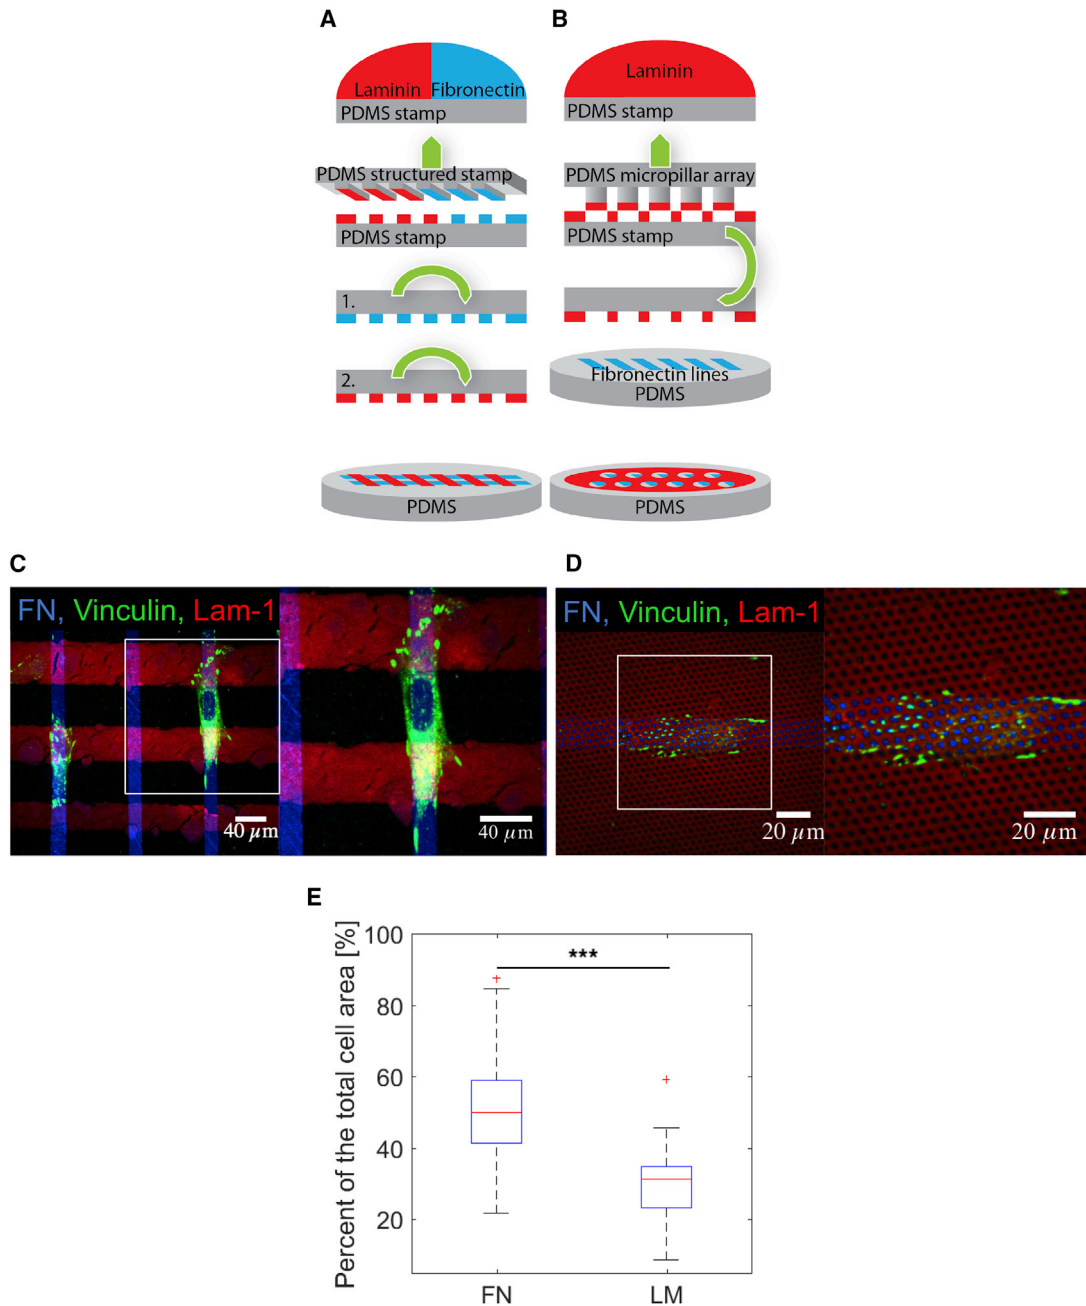 A
B
Laminin Fibronectin
PDMS stamp
Laminin
PDMS stamp
PDMS structured stamp
PDMS stamp
PDMS micropillar array
PDMS stamp
1.
2.
Fibronectin lines
PDMS
PDMS
PDMS
C
FN, Vinculin, Lam-1
40 µm
40 µm
D
FN, Vinculin, Lam-1
20 µm
20 µm
E
Percent of the total cell area [%]
100
80
60
40
20
***
FN
LM